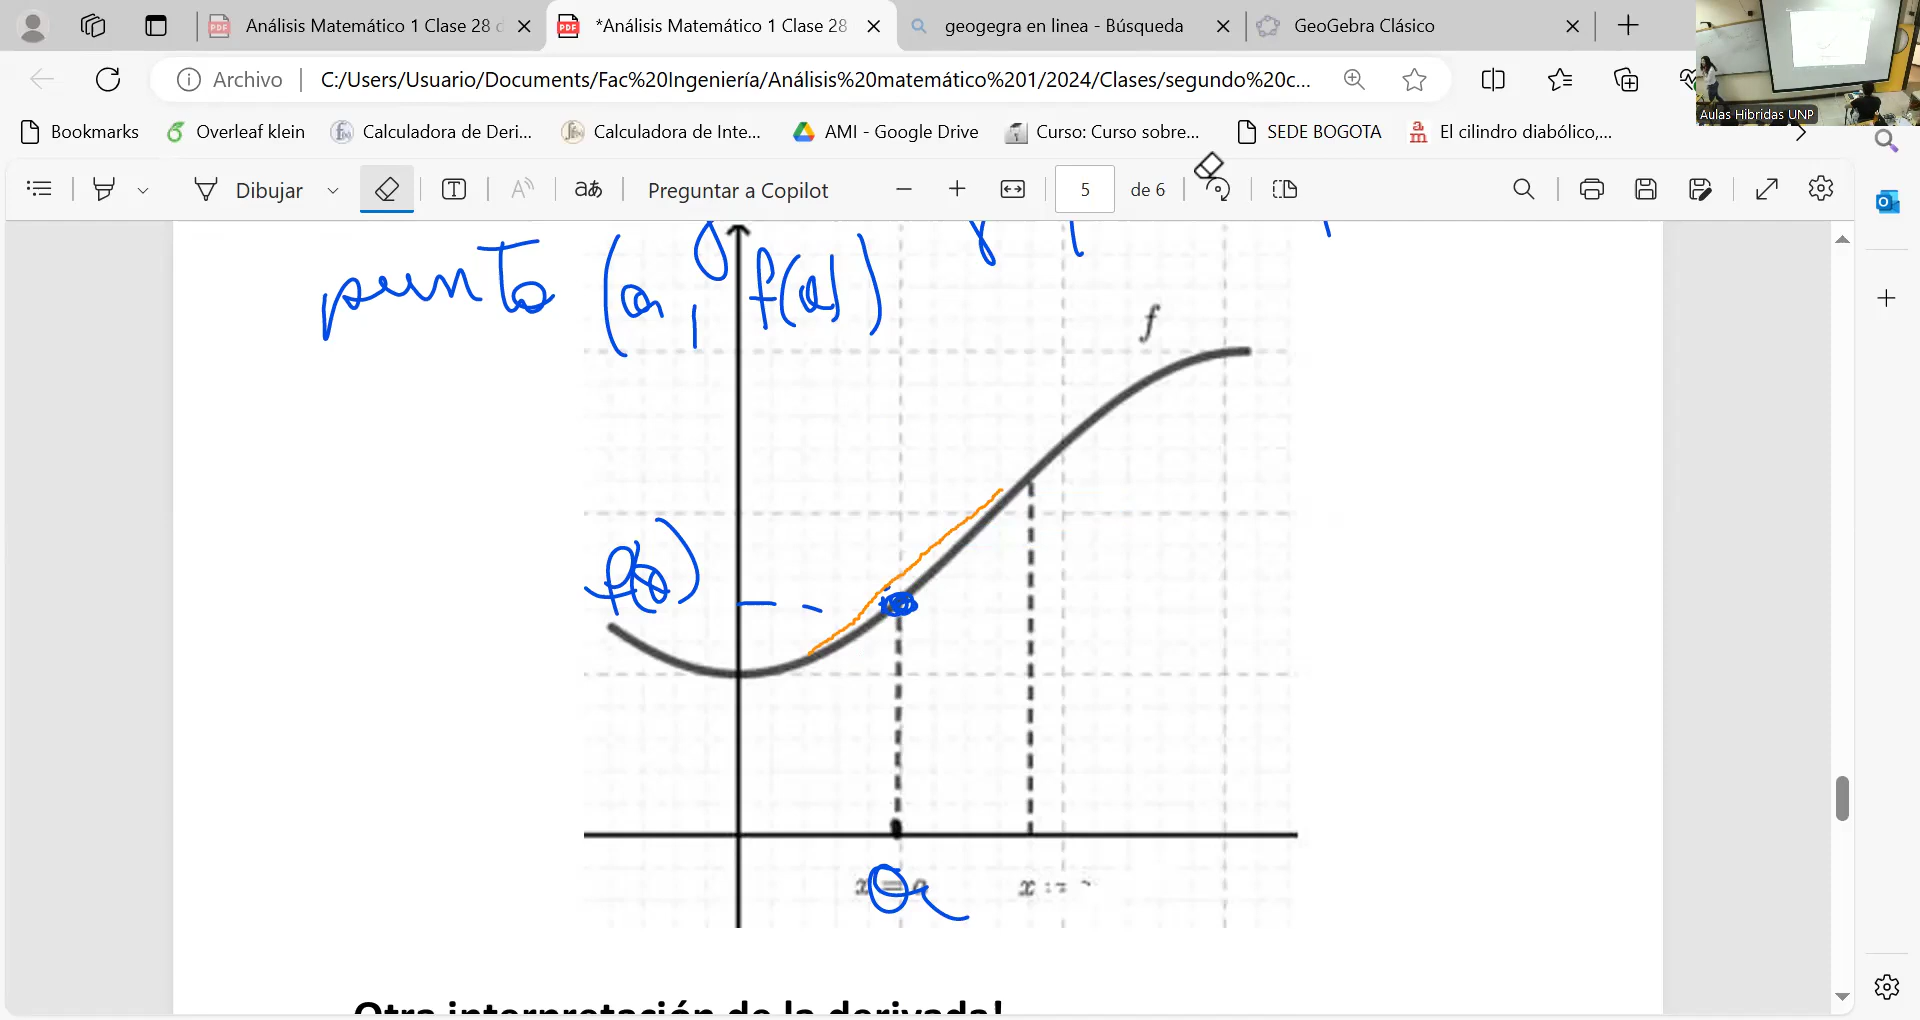 Análisis Matemático 1 Clase 28 d
*Análisis Matemático 1 Clase 28
geogegra en linea - Búsqueda
GeoGebra Clásico
Archivo
C:/Users/Usuario/Documents/Fac%20Ingeniería/Análisis%20matemático%201/2024/Clases/segundo%20c...
Aulas Hibridas UNP
Bookmarks
Overleaf klein
Calculadora de Deri...
Calculadora de Inte...
AMI - Google Drive
Curso: Curso sobre...
SEDE BOGOTA
El cilindro diabólico,...
Dibujar
Preguntar a Copilot
5
de 6
punto (a, f(a))
f
f(a)
a
x
Otra interpretación de la derivada!